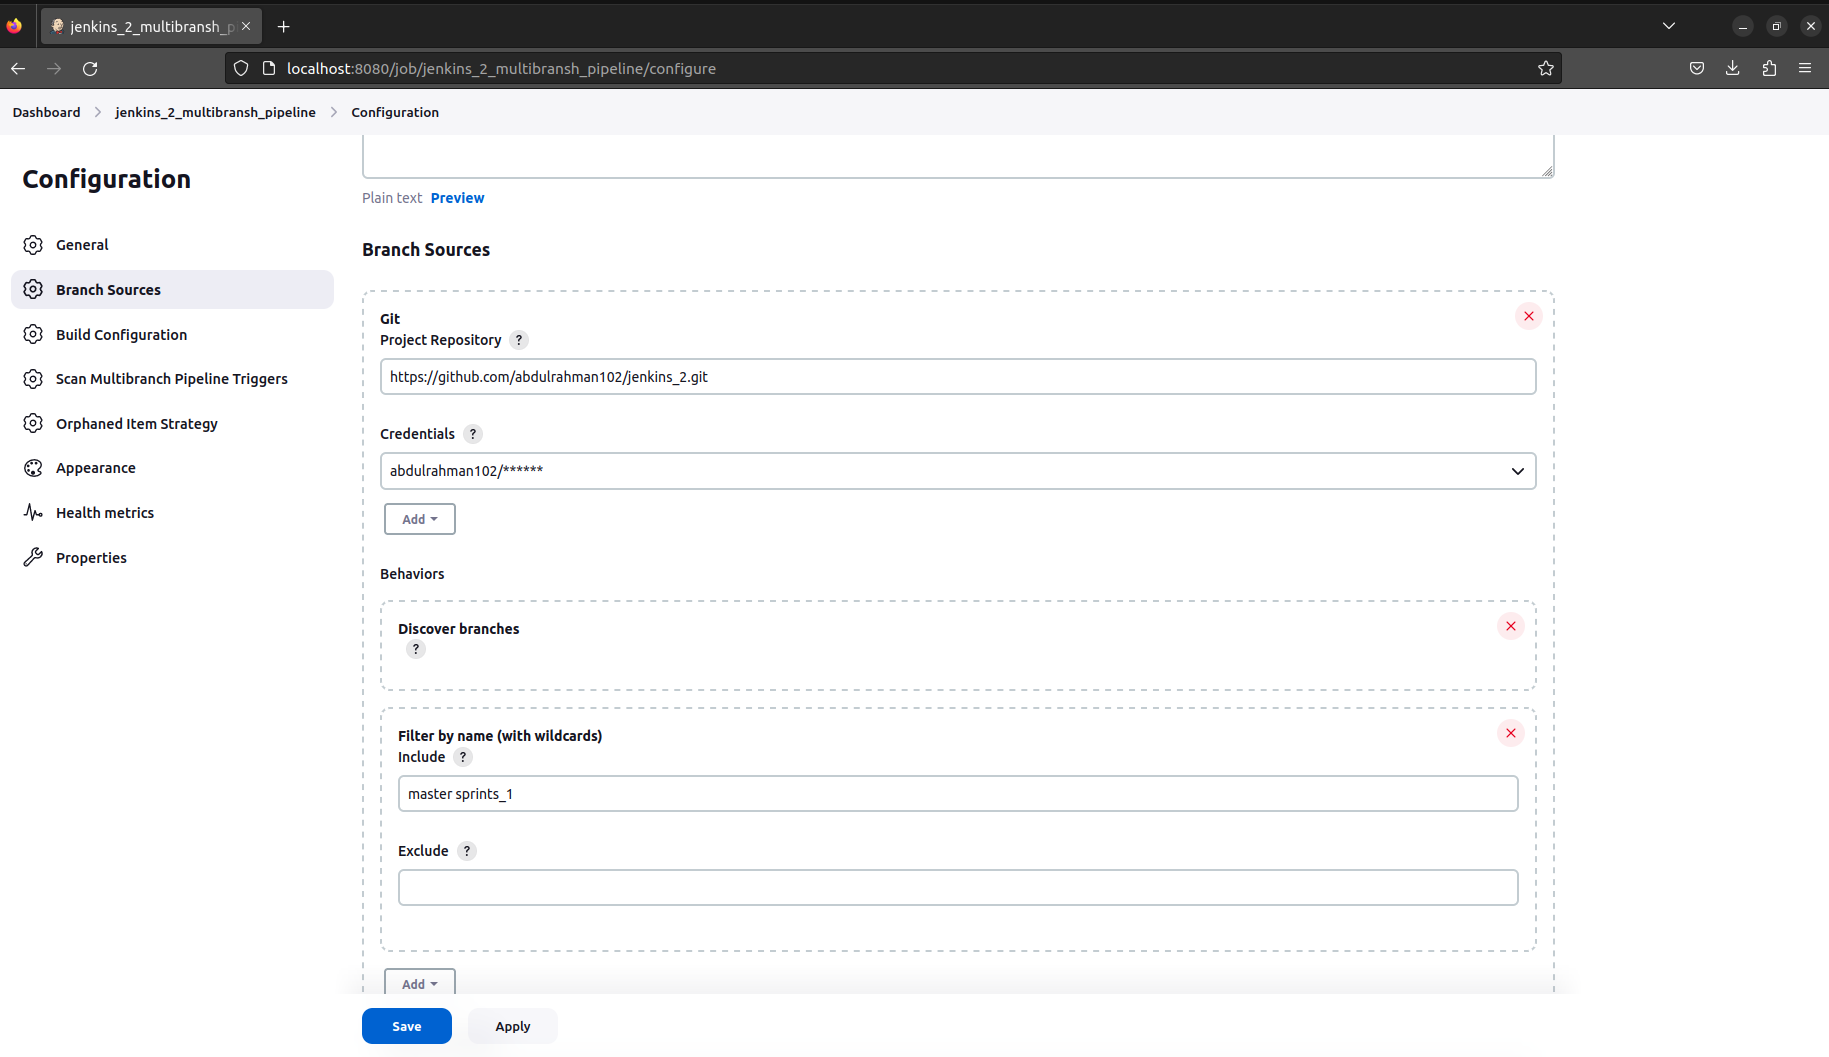 jenkins_2_multibransh_p
localhost:8080/job/jenkins_2_multibransh_pipeline/configure
Dashboard jenkins_2_multibransh_pipeline Configuration
Configuration
General
Branch Sources
Build Configuration
Scan Multibranch Pipeline Triggers
Orphaned Item Strategy
Appearance
Health metrics
Properties
Plain text Preview
Branch Sources
Git
Project Repository ?
https://github.com/abdulrahman102/jenkins_2.git
Credentials ?
abdulrahman102/******
Add
Behaviors
Discover branches
?
Filter by name (with wildcards)
Include ?
master sprints_1
Exclude ?
Add
Save Apply